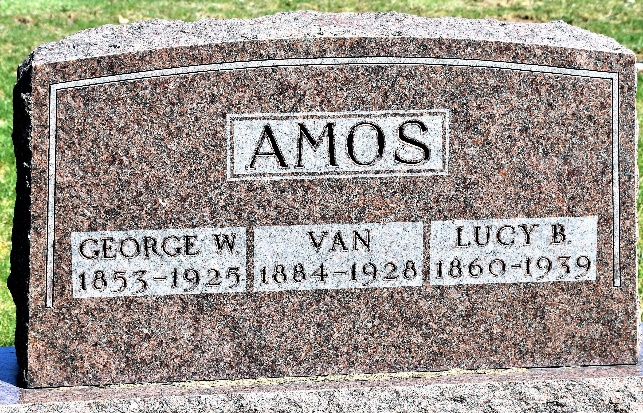 AMOS
GEORGE W. VAN LUCY B.
1853-1925 1884-1928 1860-1939